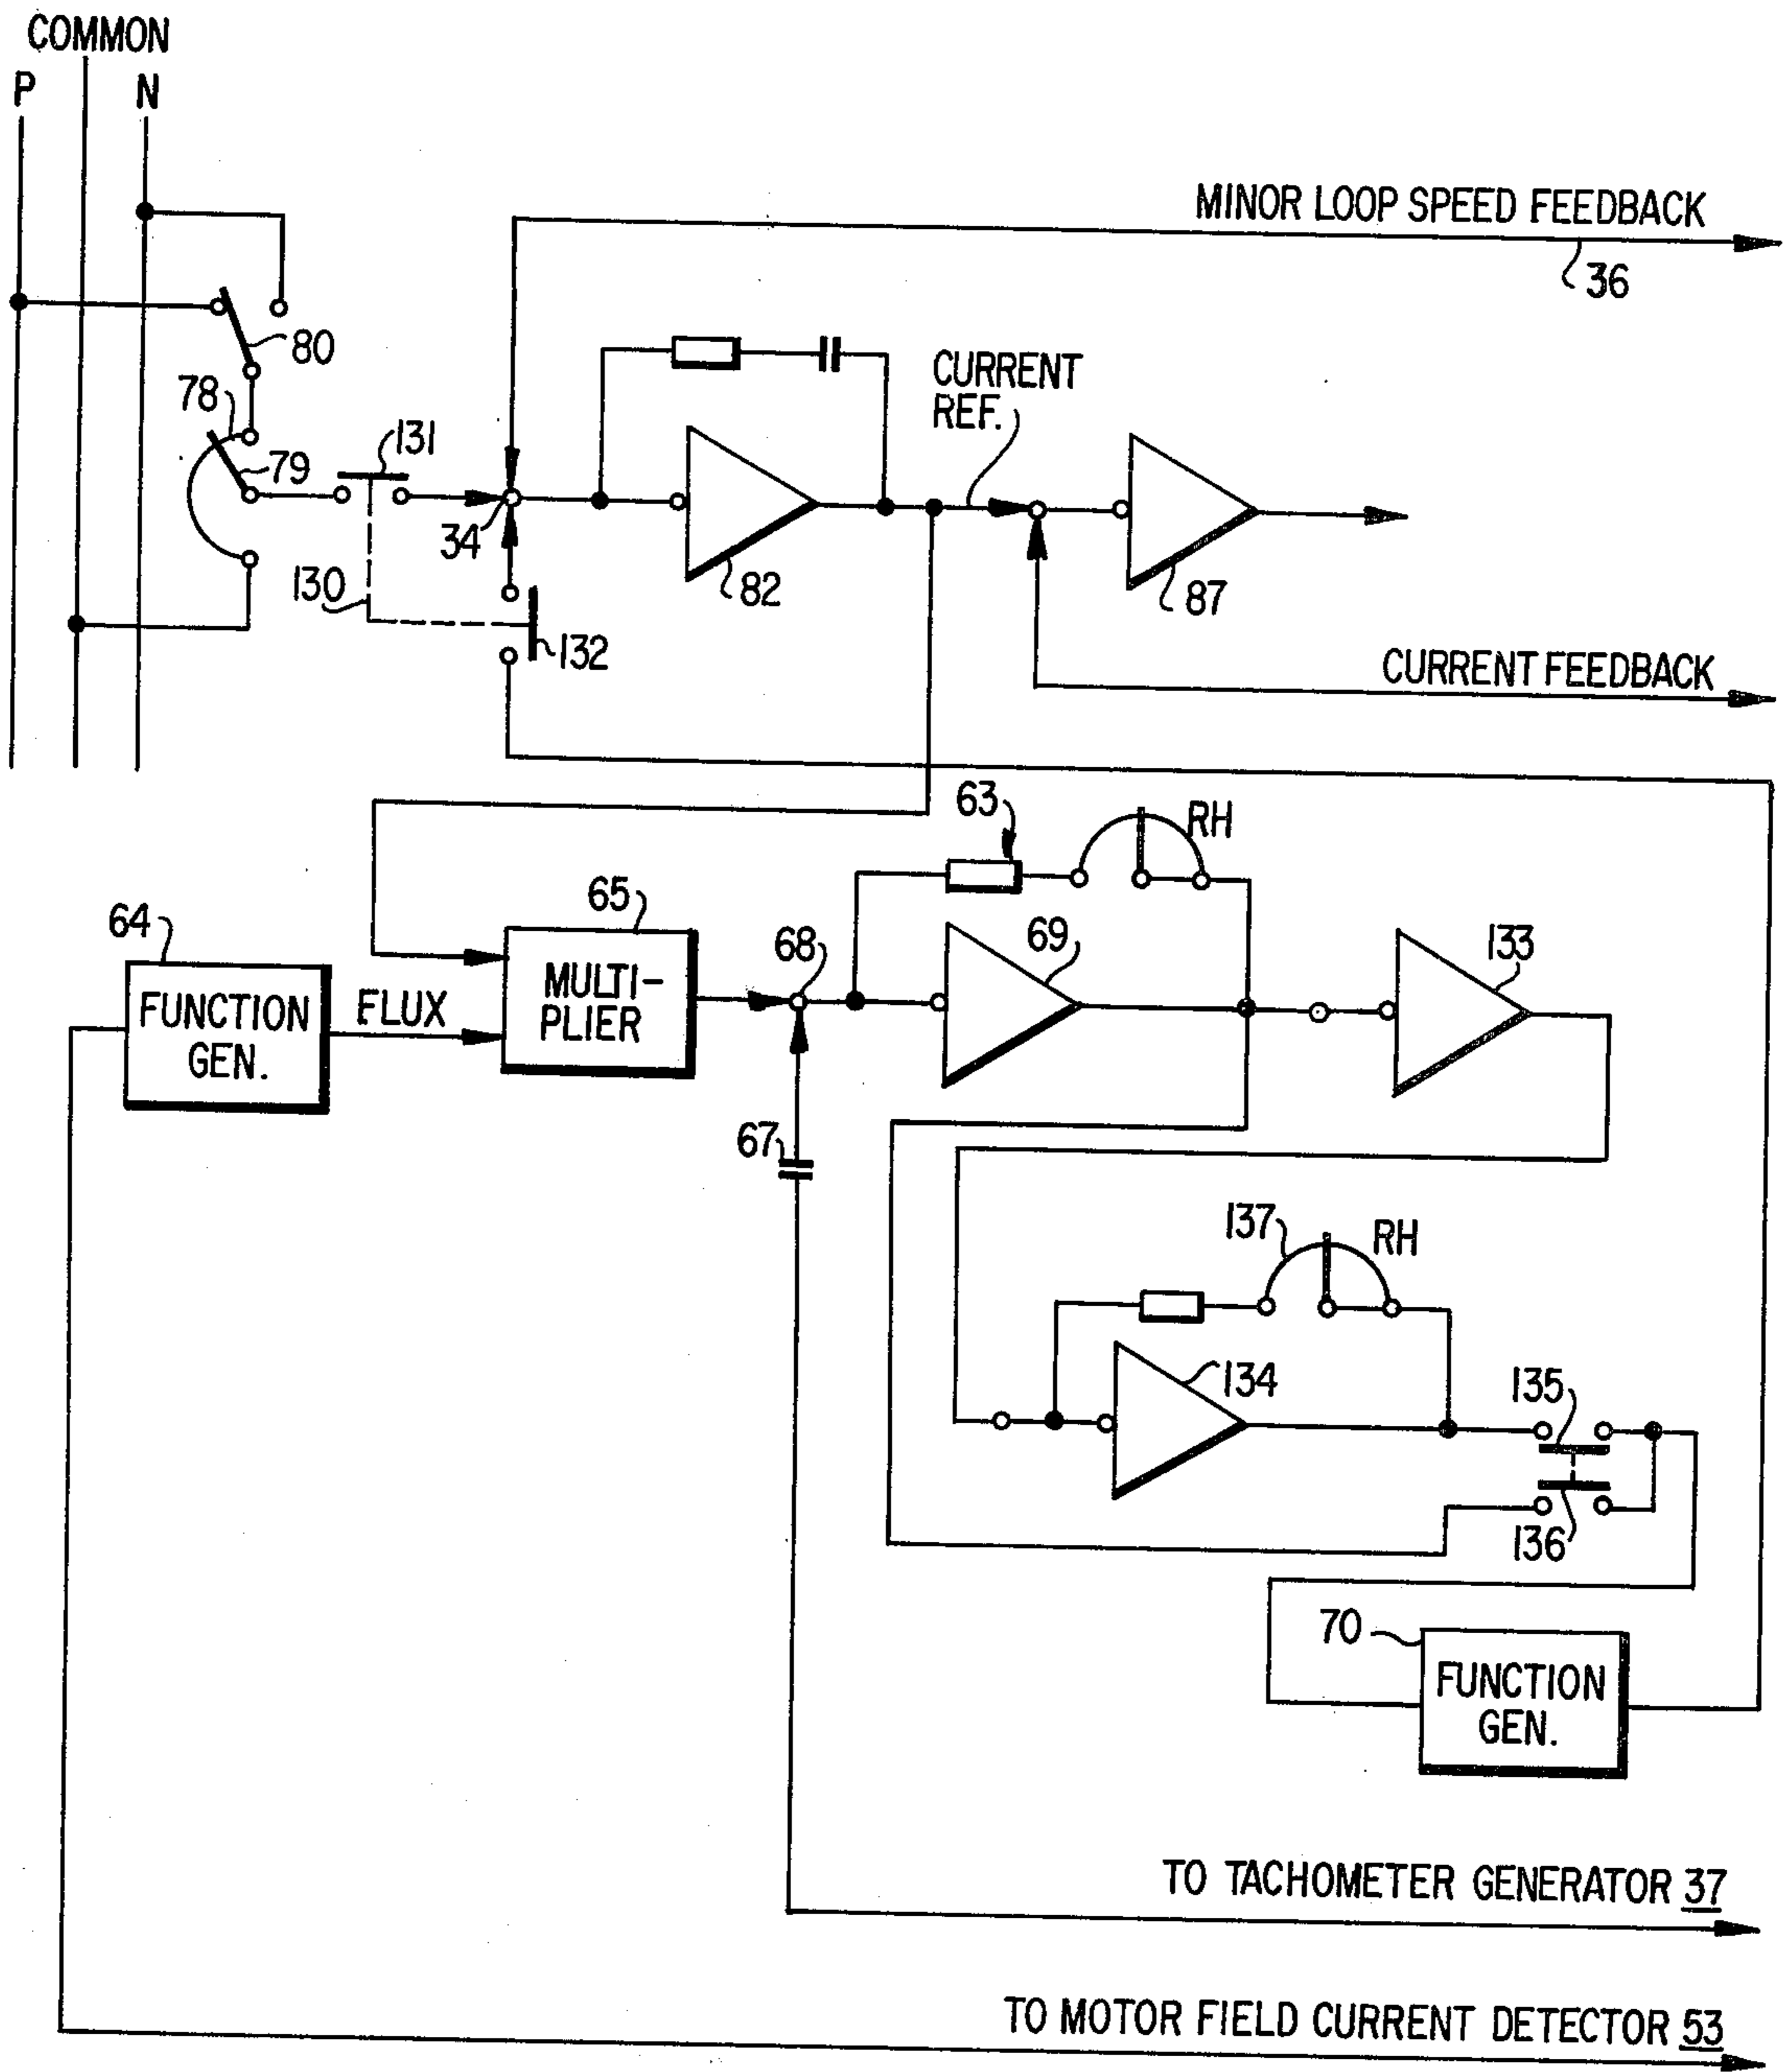 COMMON
P
N
MINOR LOOP SPEED FEEDBACK
36
80
78
79
131
CURRENT
REF.
34
130
82
87
132
CURRENT FEEDBACK
63
RH
64
65
68
69
133
FUNCTION
GEN.
FLUX
MULTI-
PLIER
67
137
RH
134
135
136
70
FUNCTION
GEN.
TO TACHOMETER GENERATOR 37
TO MOTOR FIELD CURRENT DETECTOR 53